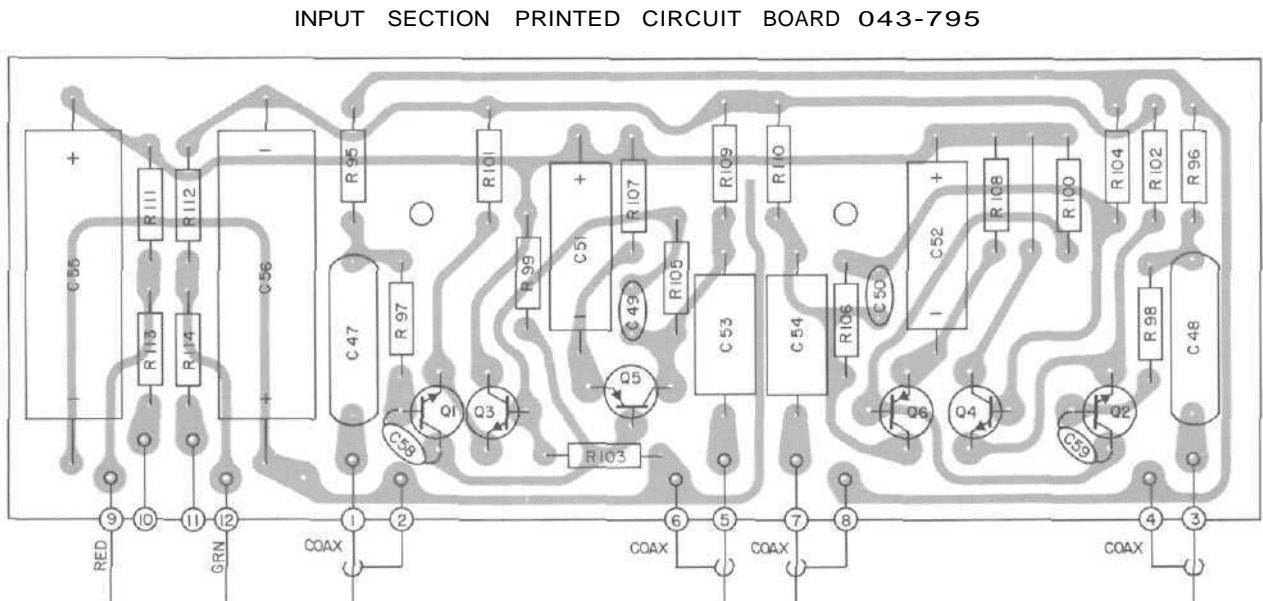 INPUT SECTION PRINTED CIRCUIT BOARD 043-795
+
-
+
+
R95
R101
R109
R110
+
R104
R102
R96
R111
R112
R107
R108
R100
C55
C56
R99
C51
R105
C52
C47
R97
C49
C53
C54
R106
C50
R98
C48
R113
R114
-
-
-
+
Q5
Q1
Q3
Q6
Q4
Q2
C58
C59
R103
9
10
11
12
1
2
6
5
7
8
4
3
RED
GRN
COAX
COAX
COAX
COAX